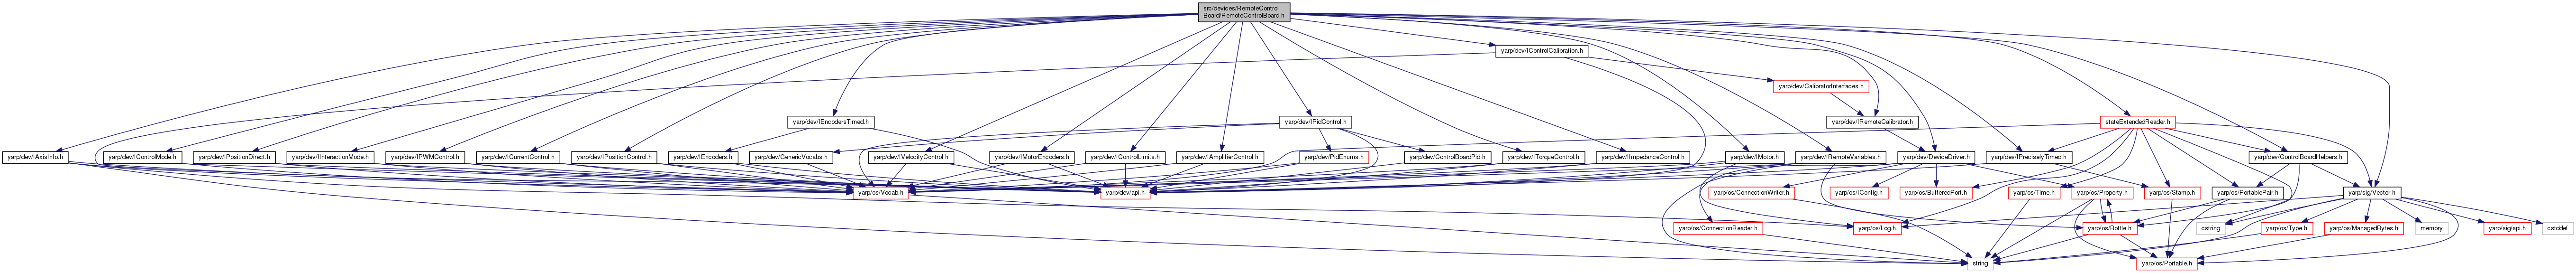 src/devices/RemoteControl
Board/RemoteControlBoard.h
yarp/dev/IControlCalibration.h
yarp/dev/CalibratorInterfaces.h
yarp/dev/IEncodersTimed.h
yarp/dev/IPidControl.h
yarp/dev/IRemoteCalibrator.h
stateExtendedReader.h
yarp/dev/IAxisInfo.h
yarp/dev/IControlMode.h
yarp/dev/IPositionDirect.h
yarp/dev/IInteractionMode.h
yarp/dev/IPWMControl.h
yarp/dev/ICurrentControl.h
yarp/dev/IPositionControl.h
yarp/dev/IEncoders.h
yarp/dev/GenericVocabs.h
yarp/dev/IVelocityControl.h
yarp/dev/IMotorEncoders.h
yarp/dev/IControlLimits.h
yarp/dev/IAmplifierControl.h
yarp/dev/PidEnums.h
yarp/dev/ControlBoardPid.h
yarp/dev/ITorqueControl.h
yarp/dev/IImpedanceControl.h
yarp/dev/IMotor.h
yarp/dev/IRemoteVariables.h
yarp/dev/DeviceDriver.h
yarp/dev/IPreciselyTimed.h
yarp/dev/ControlBoardHelpers.h
yarp/os/Vocab.h
yarp/dev/api.h
yarp/os/ConnectionWriter.h
yarp/os/IConfig.h
yarp/os/BufferedPort.h
yarp/os/Time.h
yarp/os/Property.h
yarp/os/Stamp.h
yarp/os/PortablePair.h
yarp/sig/Vector.h
yarp/os/ConnectionReader.h
yarp/os/Log.h
yarp/os/Bottle.h
cstring
yarp/os/Type.h
yarp/os/ManagedBytes.h
memory
yarp/sig/api.h
cstddef
string
yarp/os/Portable.h